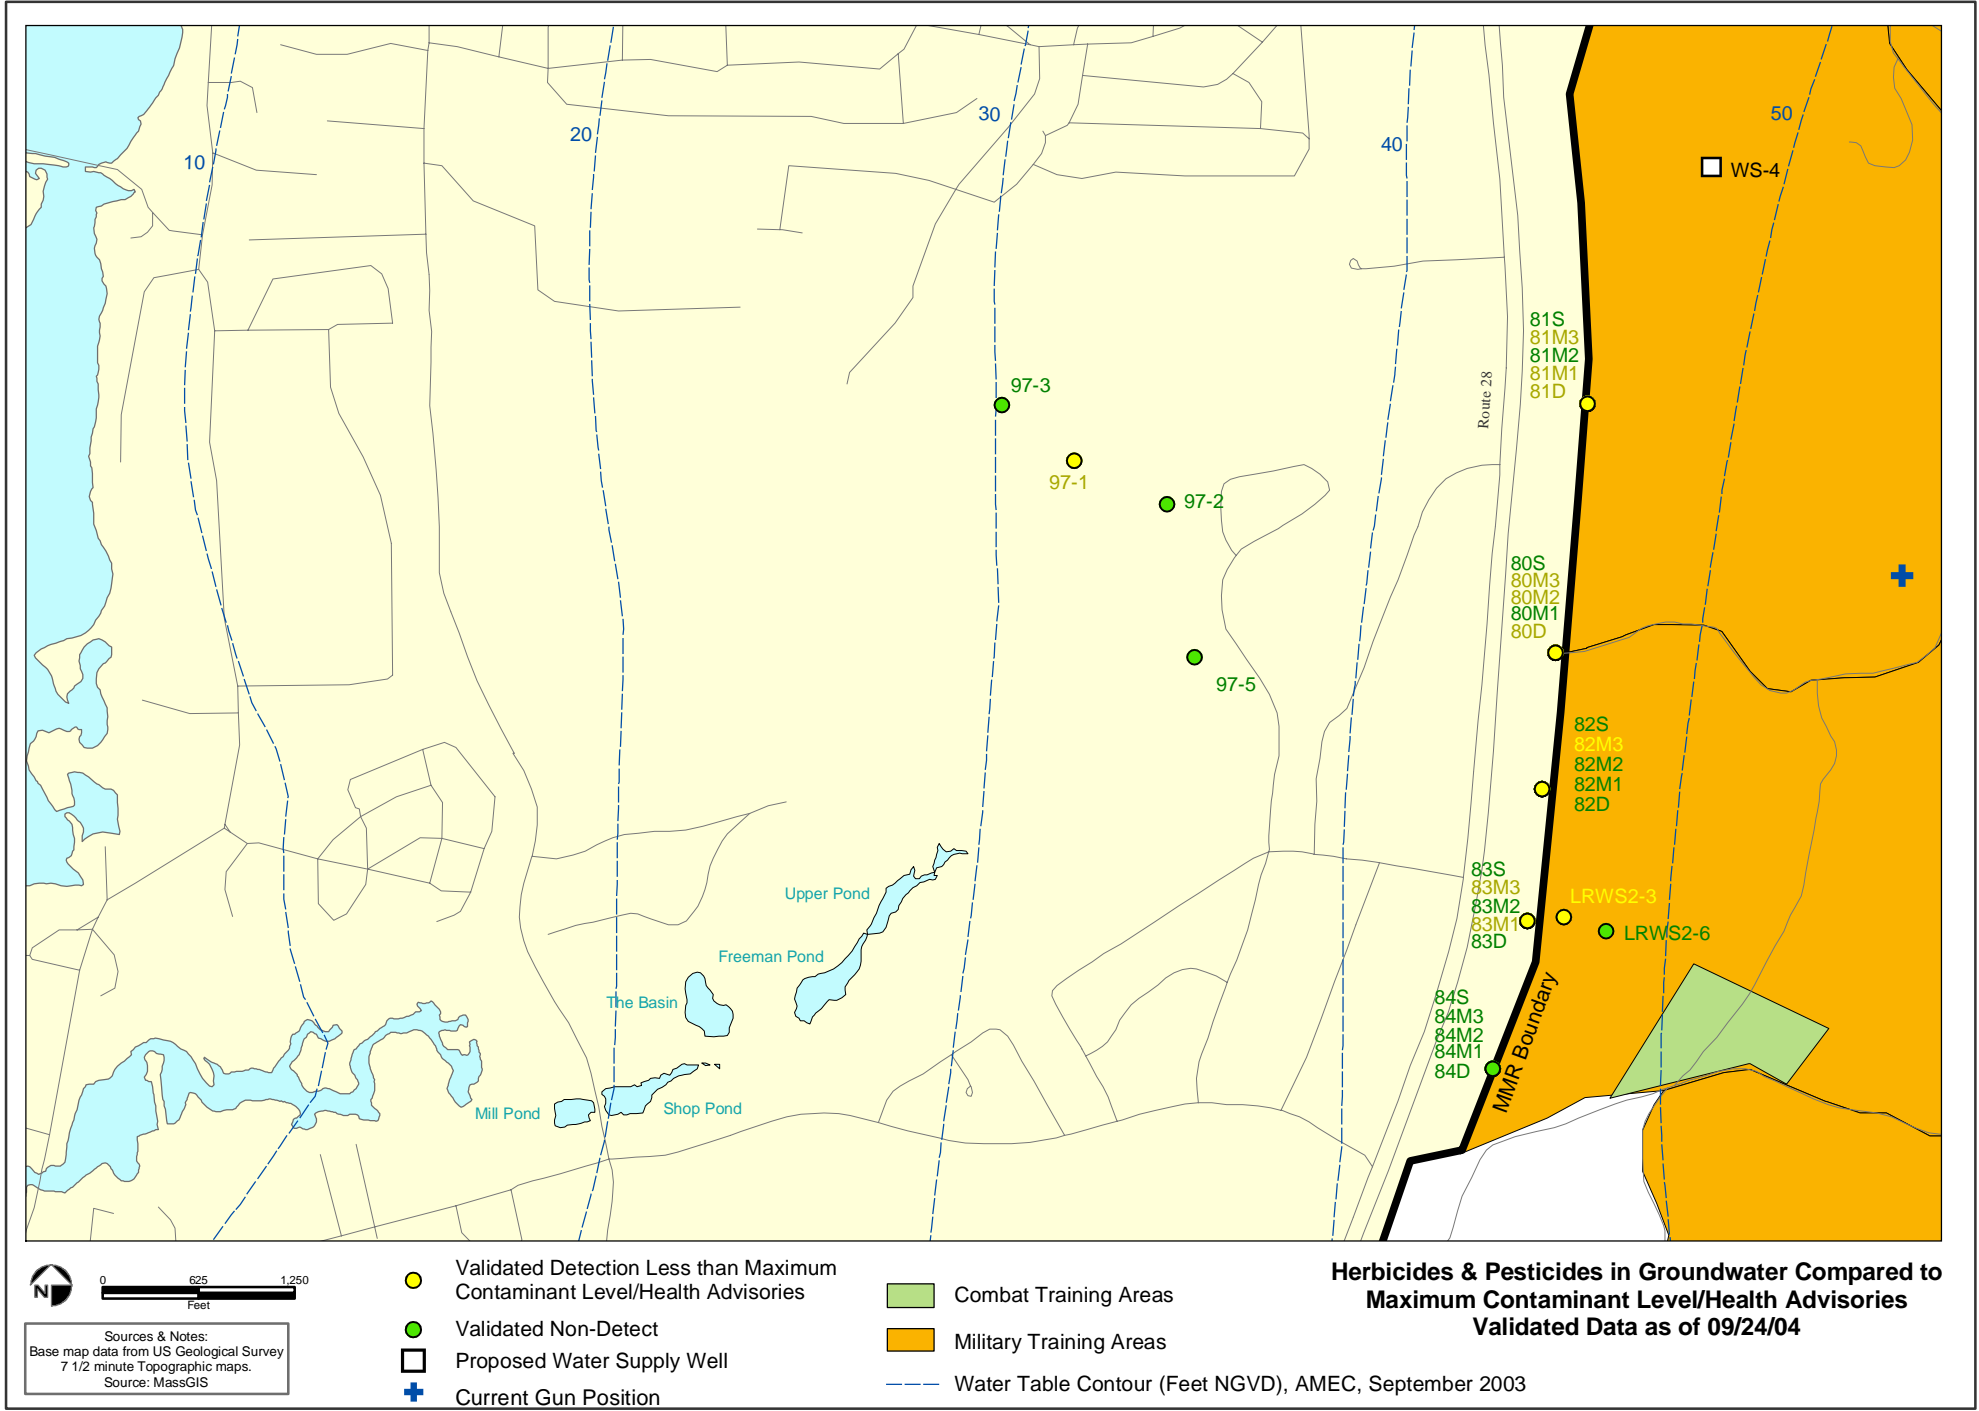 10
20
30
40
50
WS-4
81S
81M3
81M2
81M1
81D
Route 28
97-3
97-1
97-2
97-5
80S
80M3
80M2
80M1
80D
82S
82M3
82M2
82M1
82D
83S
83M3
83M2
83M1
83D
LRWS2-3
LRWS2-6
84S
84M3
84M2
84M1
84D
MMR Boundary
Upper Pond
Freeman Pond
The Basin
Mill Pond
Shop Pond
N
0 625 1,250
Feet
Sources & Notes:
Base map data from US Geological Survey
7 1/2 minute Topographic maps.
Source: MassGIS
Validated Detection Less than Maximum
Contaminant Level/Health Advisories
Validated Non-Detect
Proposed Water Supply Well
Current Gun Position
Combat Training Areas
Military Training Areas
Water Table Contour (Feet NGVD), AMEC, September 2003
Herbicides & Pesticides in Groundwater Compared to
Maximum Contaminant Level/Health Advisories
Validated Data as of 09/24/04